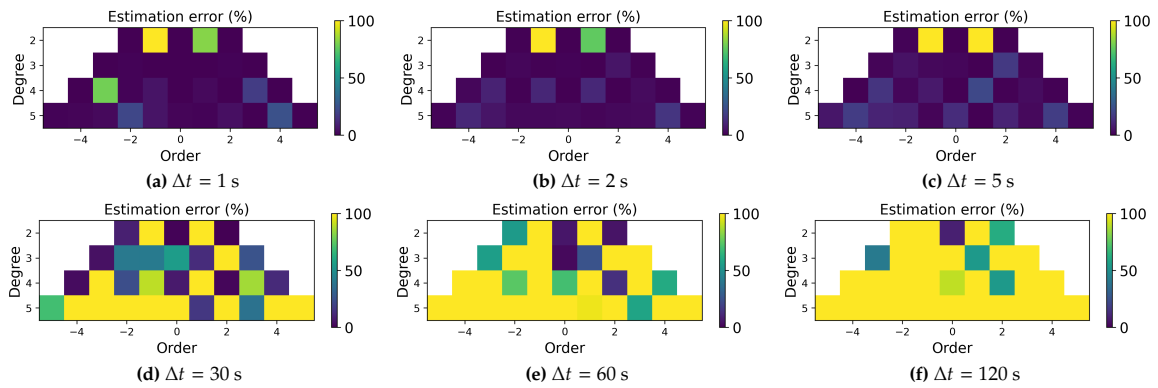 Estimation error (%)
Degree
2
3
4
5
−4 −2 0 2 4
Order
100
50
0
(a) Δt = 1 s
Estimation error (%)
Degree
2
3
4
5
−4 −2 0 2 4
Order
100
50
0
(b) Δt = 2 s
Estimation error (%)
Degree
2
3
4
5
−4 −2 0 2 4
Order
100
50
0
(c) Δt = 5 s
Estimation error (%)
Degree
2
3
4
5
−4 −2 0 2 4
Order
100
50
0
(d) Δt = 30 s
Estimation error (%)
Degree
2
3
4
5
−4 −2 0 2 4
Order
100
50
0
(e) Δt = 60 s
Estimation error (%)
Degree
2
3
4
5
−4 −2 0 2 4
Order
100
50
0
(f) Δt = 120 s